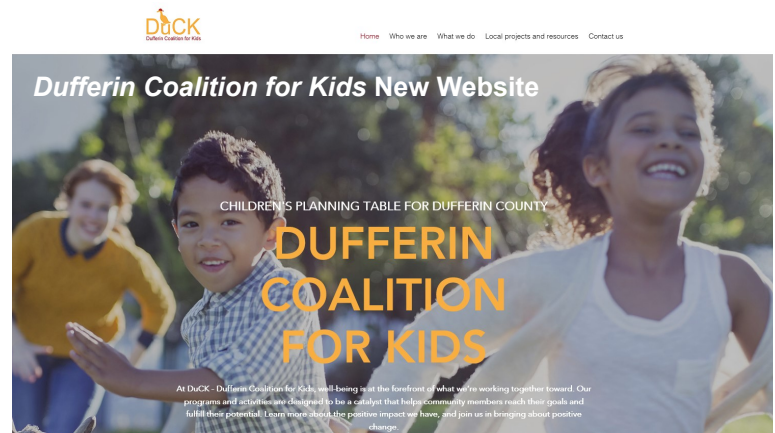 DuCK
Dufferin Coalition for Kids
Home Who we are What we do Local projects and resources Contact us
Dufferin Coalition for Kids New Website
CHILDREN'S PLANNING TABLE FOR DUFFERIN COUNTY
DUFFERIN
COALITION
FOR KIDS
At DuCK - Dufferin Coalition for Kids, well-being is at the forefront of what we're working together toward. Our
programs and activities are designed to be a catalyst that helps community members reach their goals and
fulfill their potential. Learn more about the positive impact we have, and join us in bringing about positive
change.